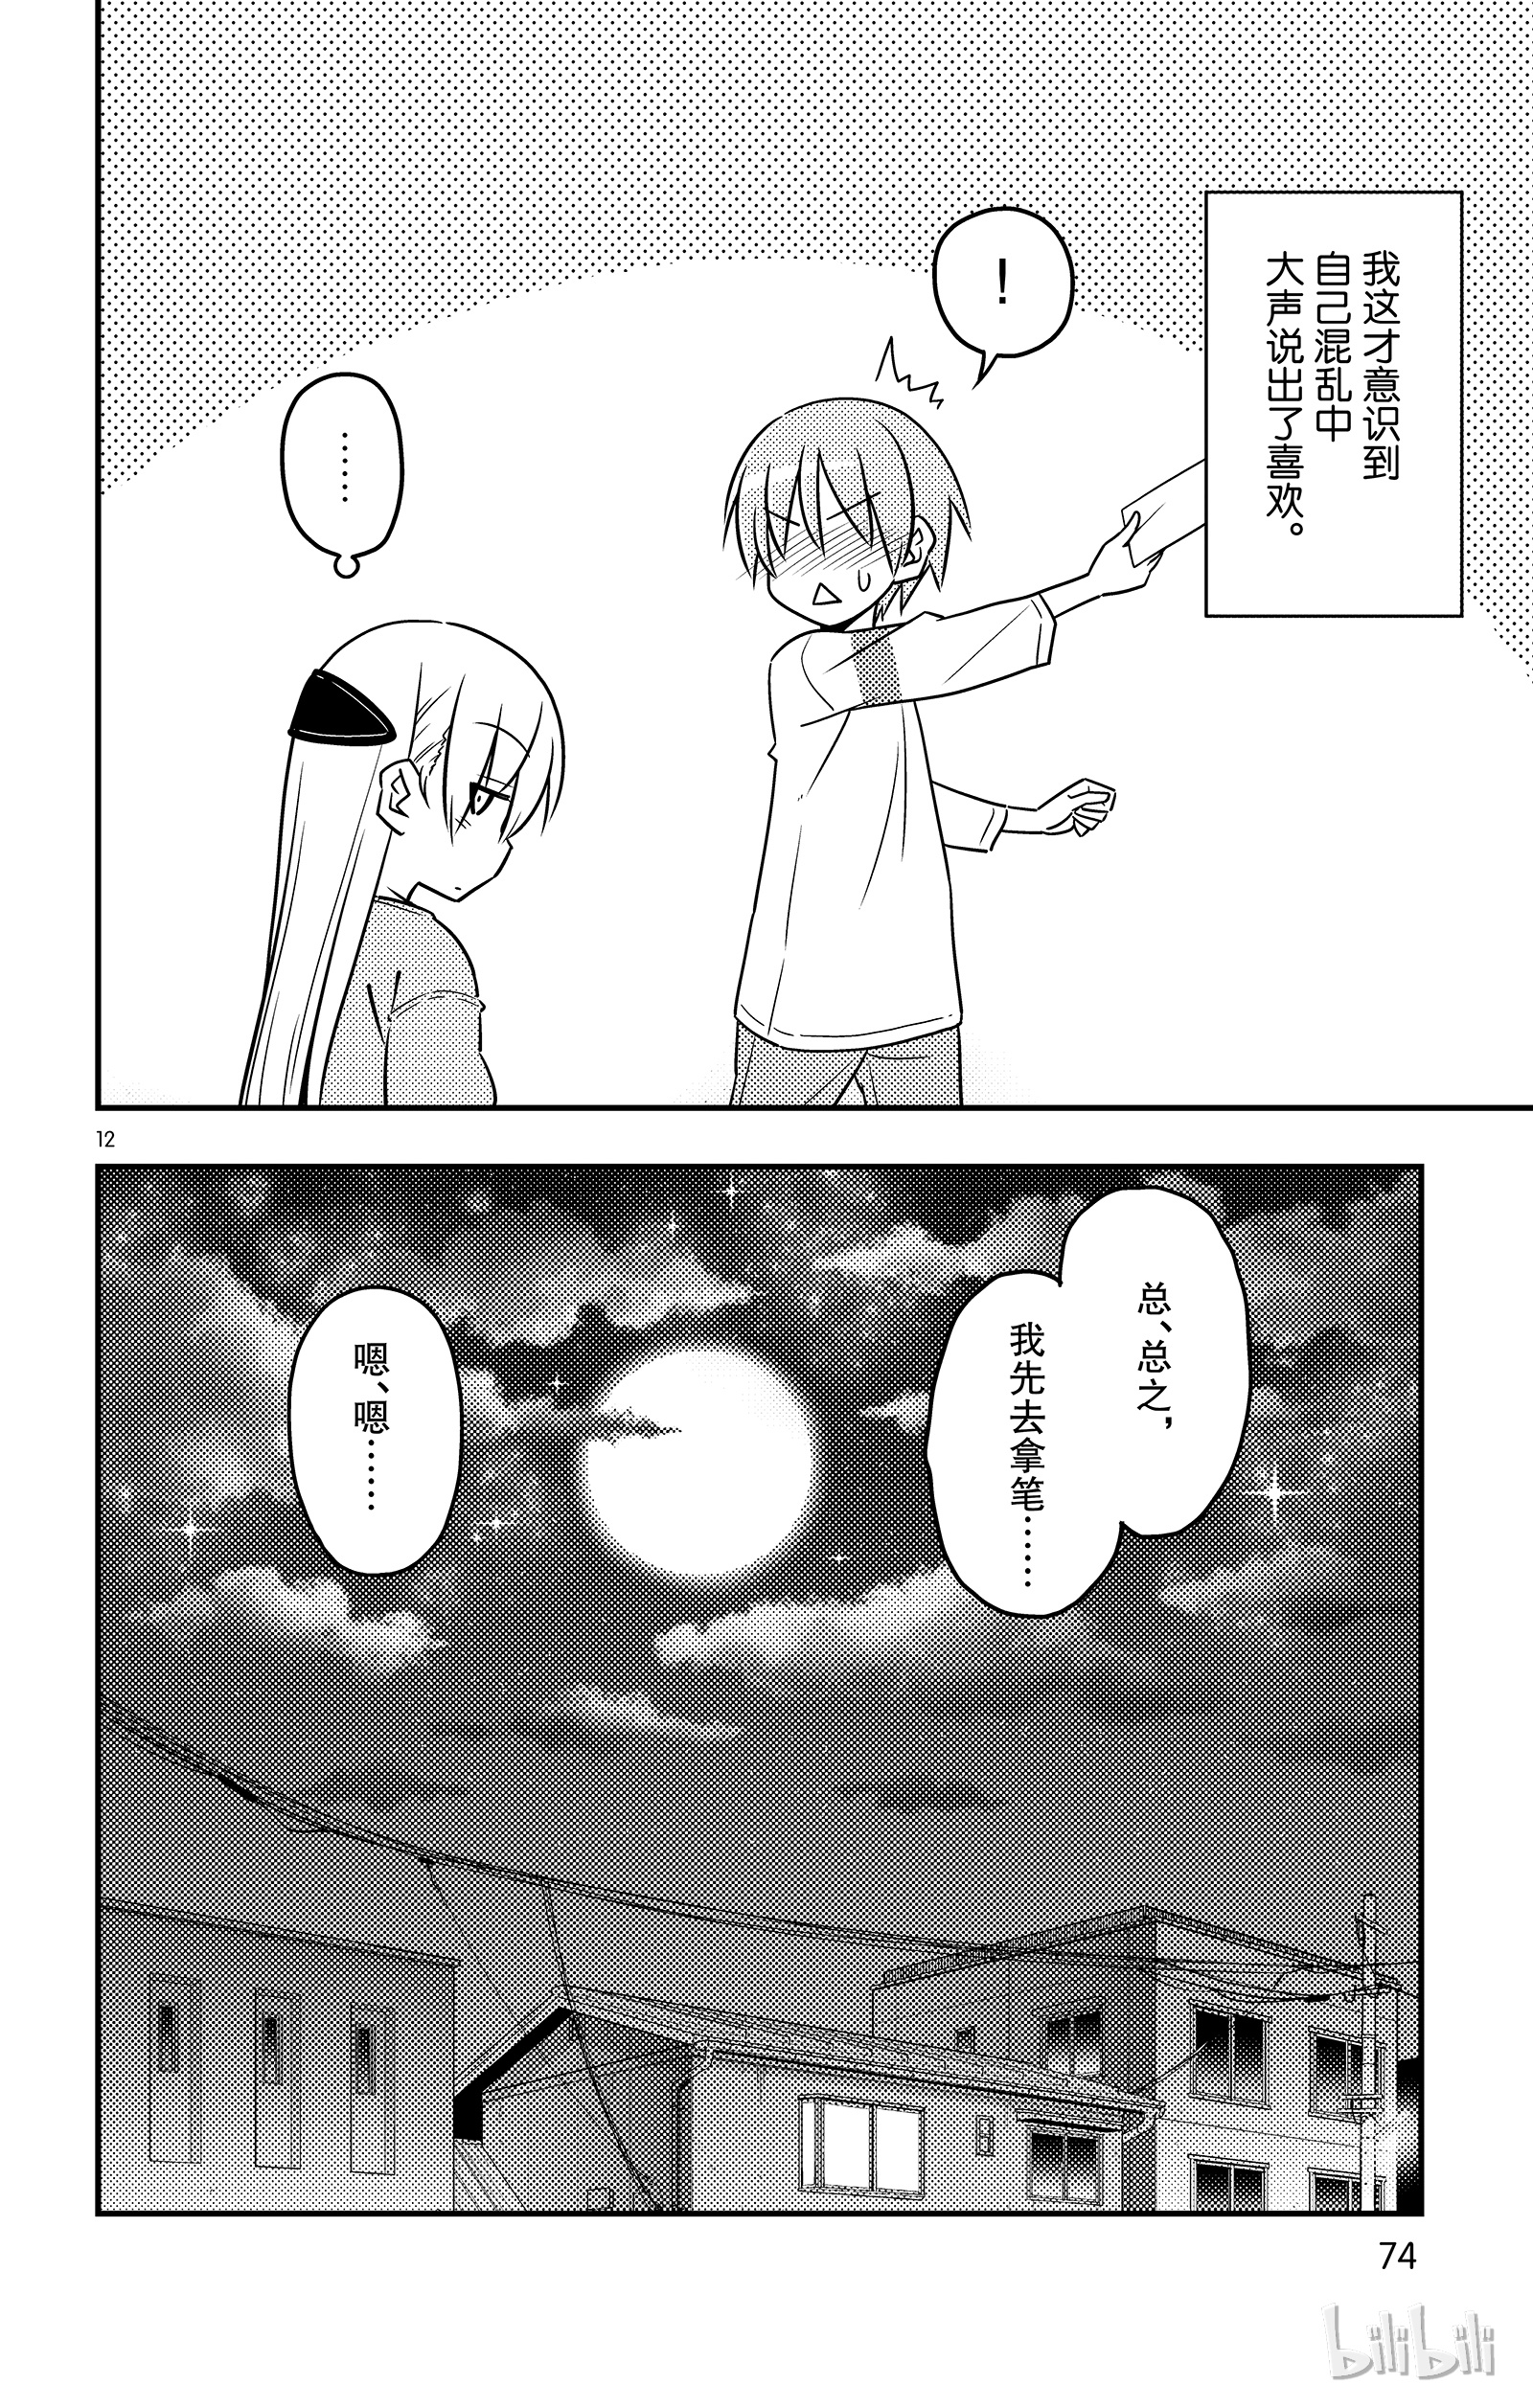 我这才意识到
自己混乱中
大声说出了喜欢。
！
……
12
总、总之，
我先去拿笔……
嗯、嗯……
74
bilibili